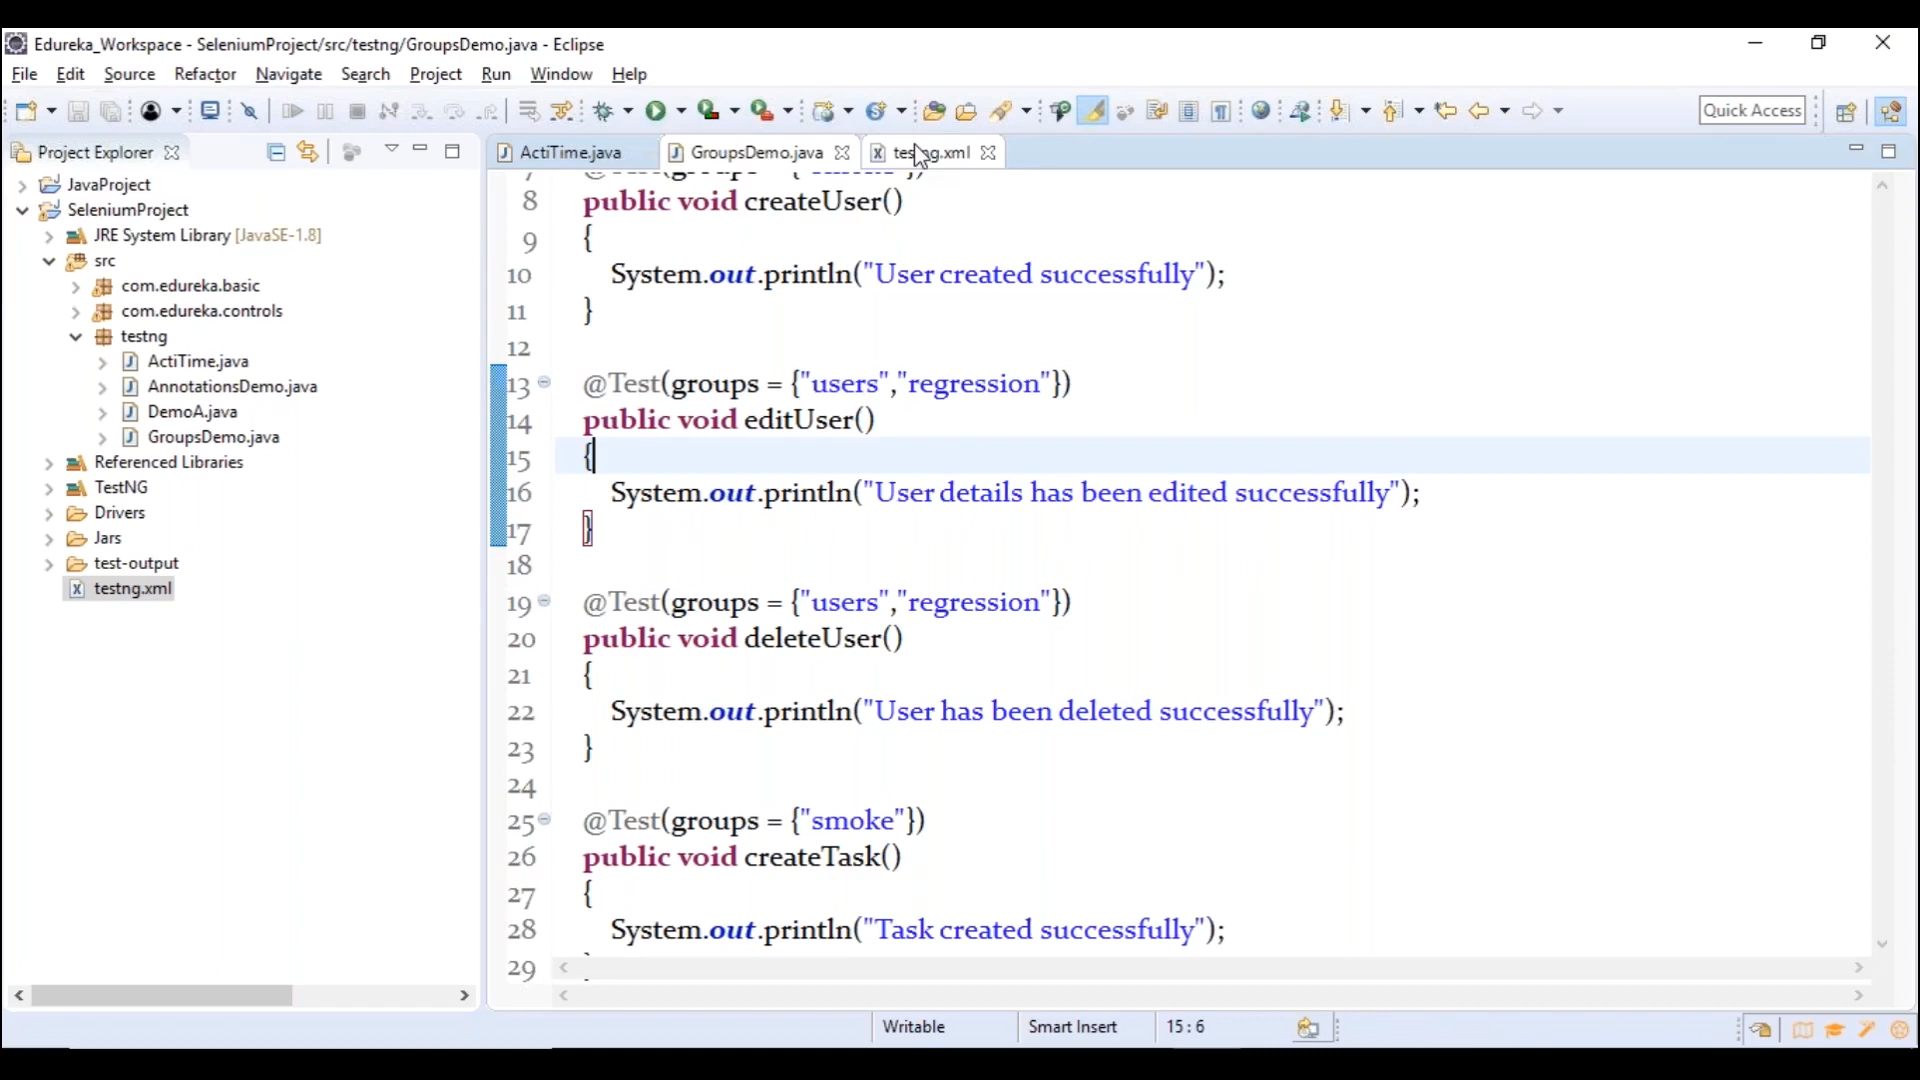 Edureka_Workspace - SeleniumProject/src/testng/GroupsDemo.java - Eclipse
File Edit Source Refactor Navigate Search Project Run Window Help
Quick Access
Project Explorer
ActiTime.java
GroupsDemo.java
testng.xml
JavaProject
SeleniumProject
JRE System Library [JavaSE-1.8]
src
com.edureka.basic
com.edureka.controls
testng
ActiTime.java
AnnotationsDemo.java
DemoA.java
GroupsDemo.java
Referenced Libraries
TestNG
Drivers
Jars
test-output
testng.xml
7 @Test(groups = {"smoke"})
8 public void createUser()
9 {
10 System.out.println("User created successfully");
11 }
12
13 @Test(groups = {"users","regression"})
14 public void editUser()
15 {
16 System.out.println("User details has been edited successfully");
17 }
18
19 @Test(groups = {"users","regression"})
20 public void deleteUser()
21 {
22 System.out.println("User has been deleted successfully");
23 }
24
25 @Test(groups = {"smoke"})
26 public void createTask()
27 {
28 System.out.println("Task created successfully");
29
Writable
Smart Insert
15 : 6